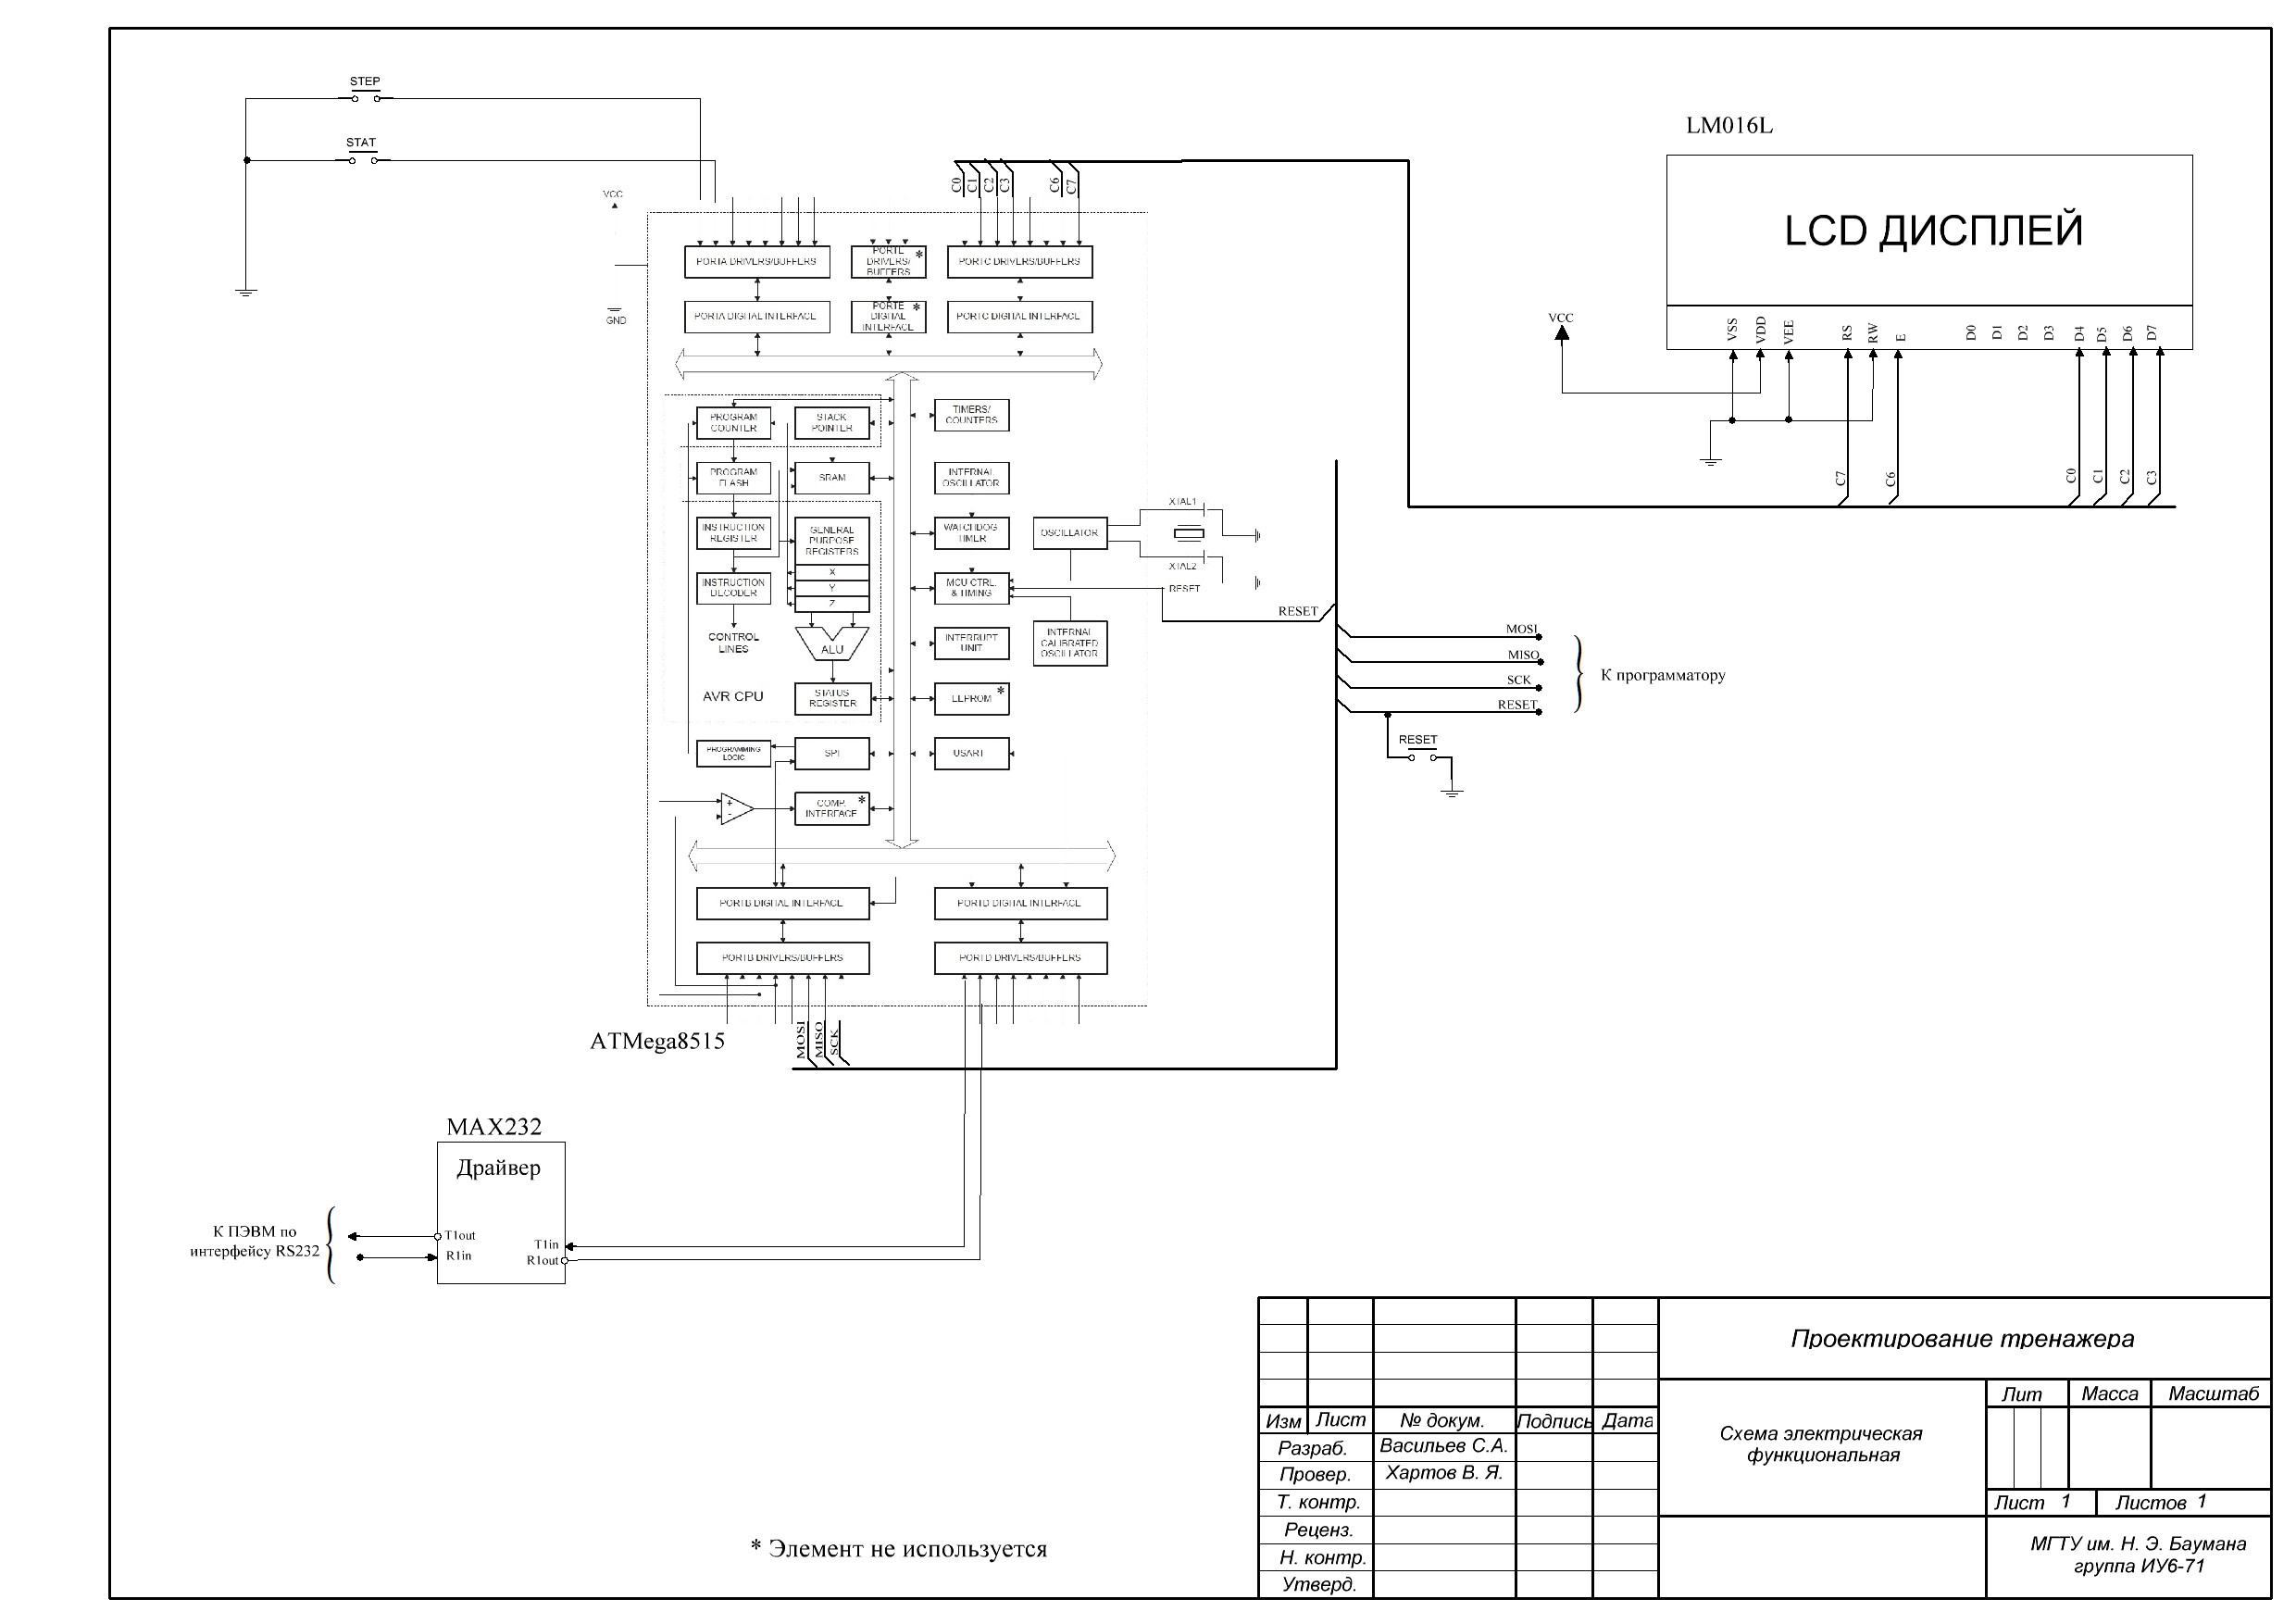 STEP
STAT
VCC
GND
C0
C1
C2
C3
C6
C7
PORTA DRIVERS/BUFFERS
PORTE
DRIVERS/
BUFFERS
*
PORTC DRIVERS/BUFFERS
PORTA DIGITAL INTERFACE
PORTE
DIGITAL
INTERFACE
*
PORTC DIGITAL INTERFACE
PROGRAM
COUNTER
STACK
POINTER
TIMERS/
COUNTERS
PROGRAM
FLASH
SRAM
INTERNAL
OSCILLATOR
INSTRUCTION
REGISTER
GENERAL
PURPOSE
REGISTERS
X
Y
Z
WATCHDOG
TIMER
OSCILLATOR
XTAL1
XTAL2
INSTRUCTION
DECODER
MCU CTRL.
& TIMING
RESET
RESET
CONTROL
LINES
ALU
INTERRUPT
UNIT
INTERNAL
CALIBRATED
OSCILLATOR
AVR CPU
STATUS
REGISTER
EEPROM
*
PROGRAMMING
LOGIC
SPI
USART
+
-
COMP.
INTERFACE
*
PORTB DIGITAL INTERFACE
PORTD DIGITAL INTERFACE
PORTB DRIVERS/BUFFERS
PORTD DRIVERS/BUFFERS
MOSI
MISO
SCK
ATMega8515
LM016L
LCD ДИСПЛЕЙ
VCC
VSS
VDD
VEE
RS
RW
E
D0
D1
D2
D3
D4
D5
D6
D7
C7
C6
C0
C1
C2
C3
MOSI
MISO
SCK
RESET
К программатору
RESET
MAX232
Драйвер
T1out
R1in
T1in
R1out
К ПЭВМ по
интерфейсу RS232
* Элемент не используется
Проектирование тренажера
Изм Лист № докум. Подпись Дата
Разраб. Васильев С.А.
Провер. Хартов В. Я.
Т. контр.
Реценз.
Н. контр.
Утверд.
Схема электрическая
функциональная
Лит Масса Масштаб
Лист 1 Листов 1
МГТУ им. Н. Э. Баумана
группа ИУ6-71